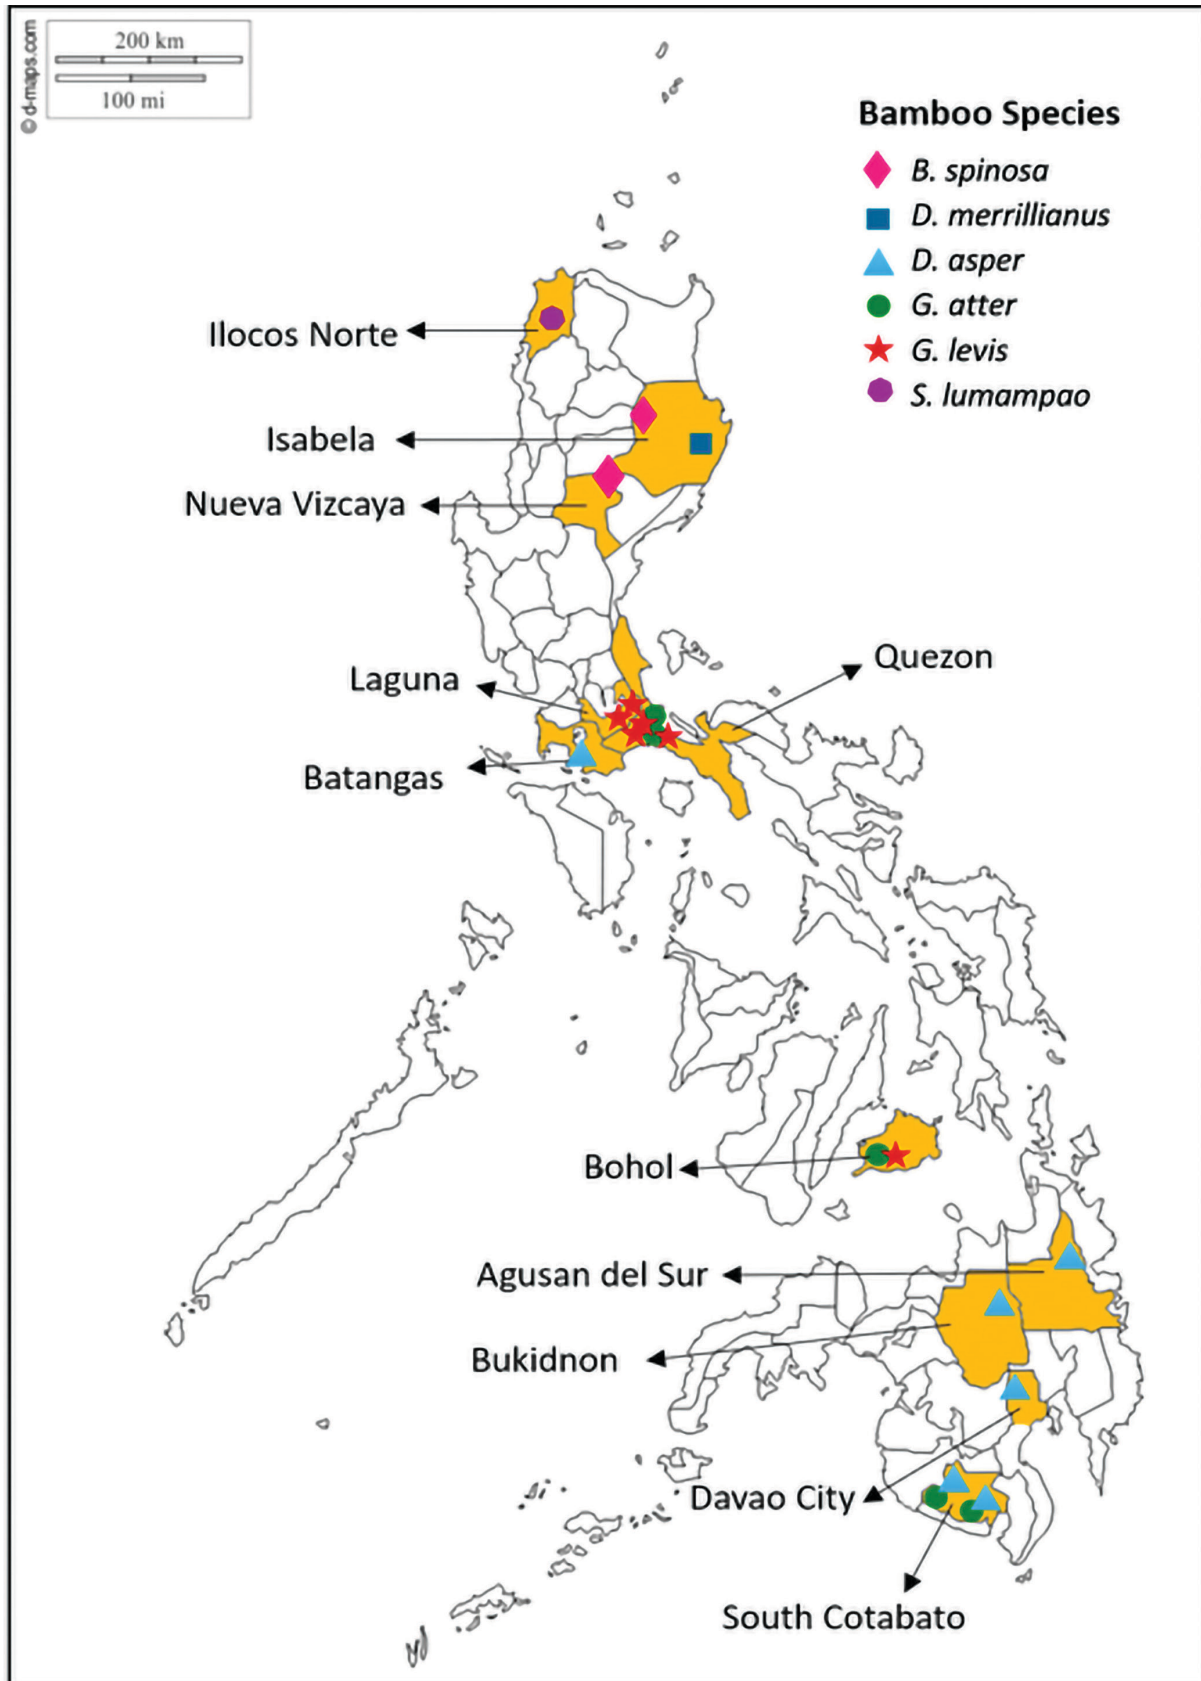 © d-maps.com
200 km
100 mi
Bamboo Species
B. spinosa
D. merrillianus
D. asper
G. atter
G. levis
S. lumampao
Ilocos Norte
Isabela
Nueva Vizcaya
Quezon
Laguna
Batangas
Bohol
Agusan del Sur
Bukidnon
Davao City
South Cotabato